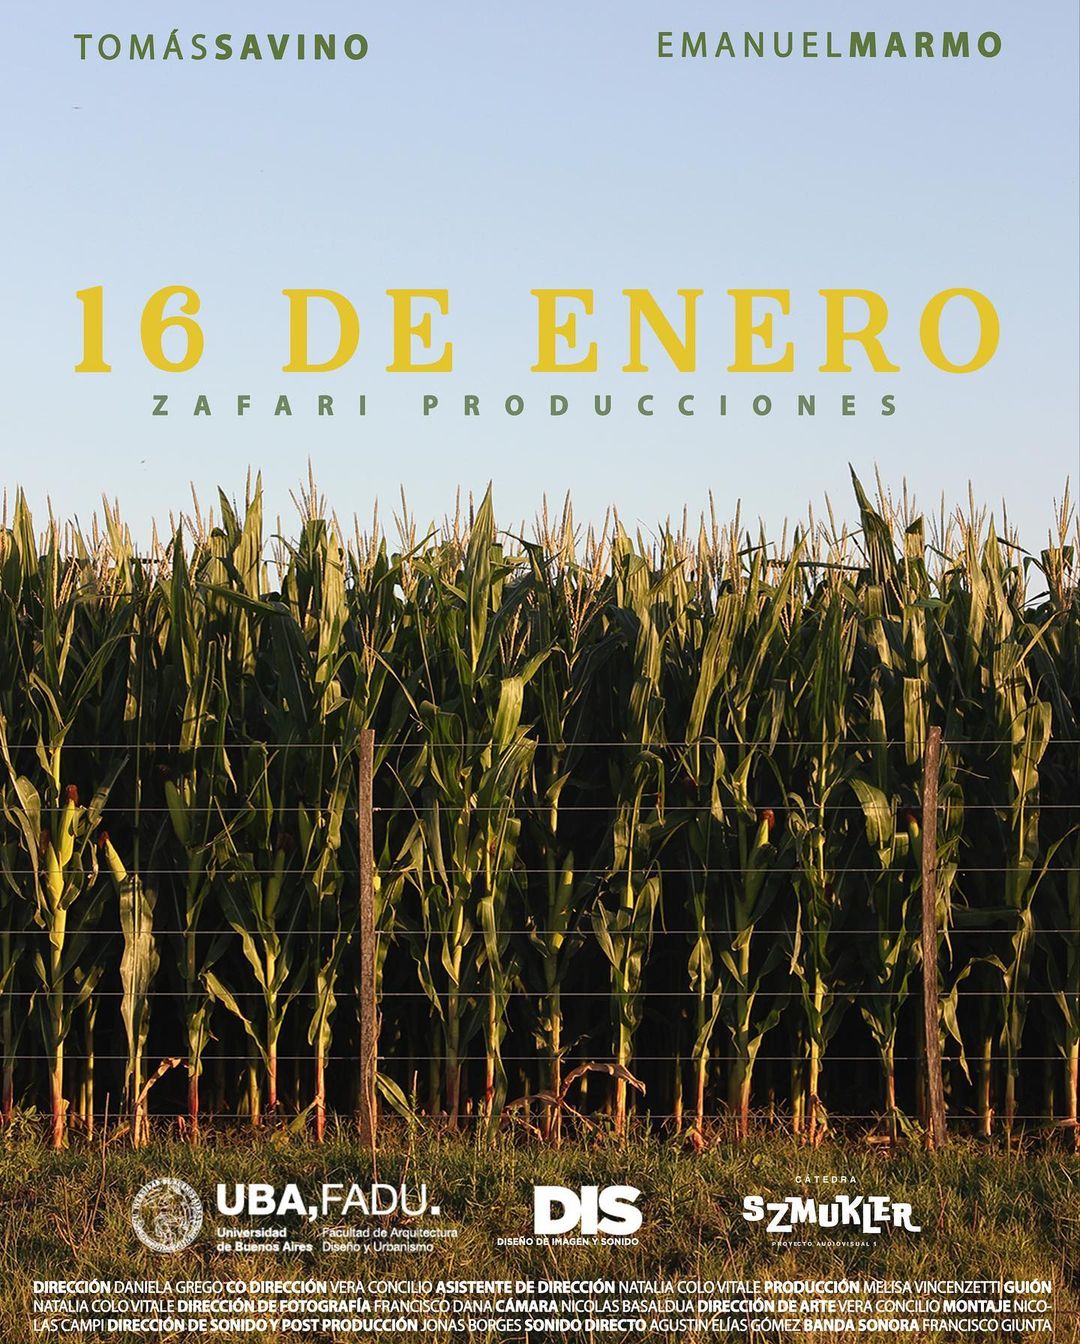 TOMÁSSAVINO
EMANUELMARMO
16 DE ENERO
ZAFARI PRODUCCIONES
UBA,FADU.
Universidad
de Buenos Aires
Facultad de Arquitectura
Diseño y Urbanismo
DIS
DISEÑO DE IMAGEN Y SONIDO
CÁTEDRA
SZMUKLER
PROYECTO AUDIOVISUAL 1
DIRECCIÓN DANIELA GREGO CO DIRECCIÓN VERA CONCILIO ASISTENTE DE DIRECCIÓN NATALIA COLO VITALE PRODUCCIÓN MELISA VINCENZETTI GUIÓN
NATALIA COLO VITALE DIRECCIÓN DE FOTOGRAFÍA FRANCISCO DANA CÁMARA NICOLAS BASALDUA DIRECCIÓN DE ARTE VERA CONCILIO MONTAJE NICO-
LAS CAMPI DIRECCIÓN DE SONIDO Y POST PRODUCCIÓN JONAS BORGES SONIDO DIRECTO AGUSTIN ELÍAS GÓMEZ BANDA SONORA FRANCISCO GIUNTA